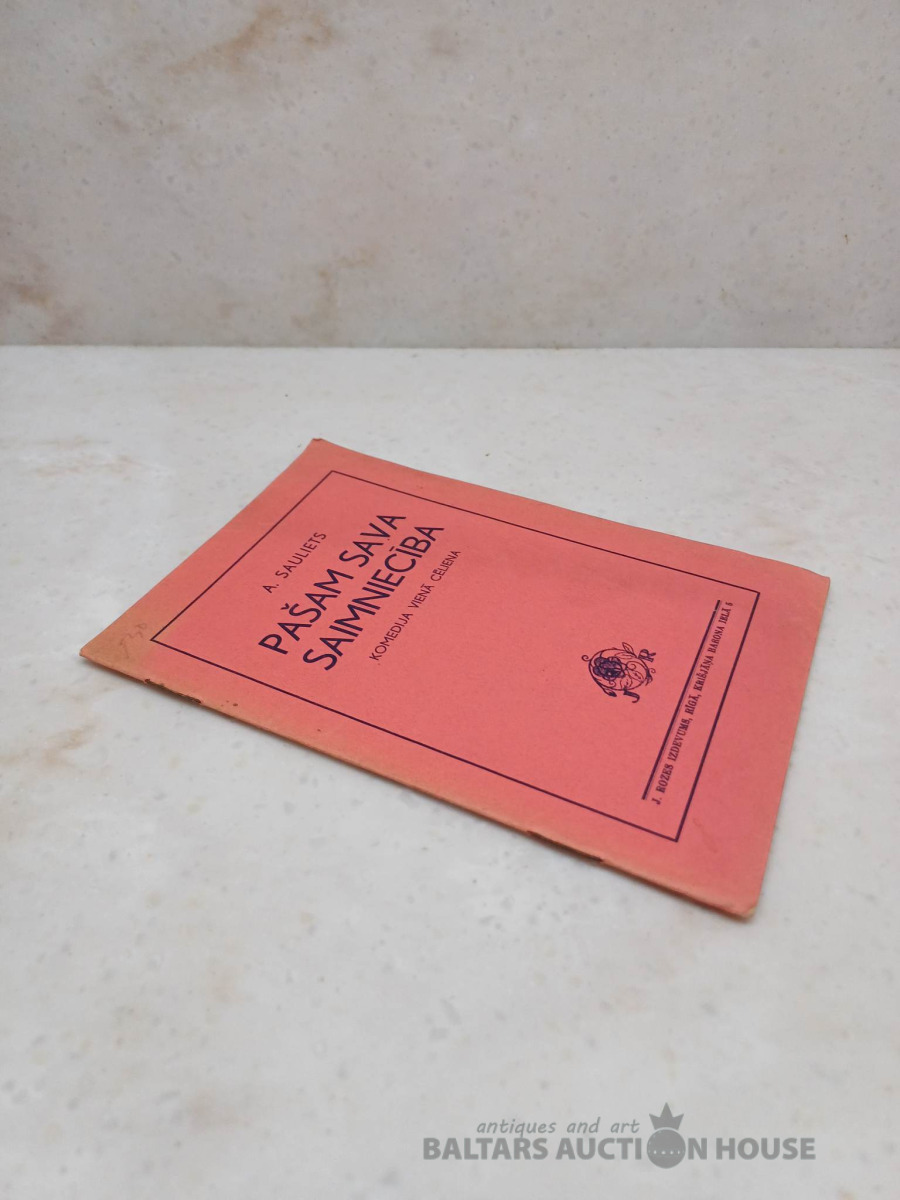 A. SAULIETS
PAŠAM SAVA
SAIMNIECĪBA
KOMEDIJA VIENĀ CĒLIENĀ
J R
J. ROZES IZDEVUMS, RĪGĀ, KRIŠJĀŅA BARONA IELĀ 5
antiques and art
BALTARS AUCTION HOUSE